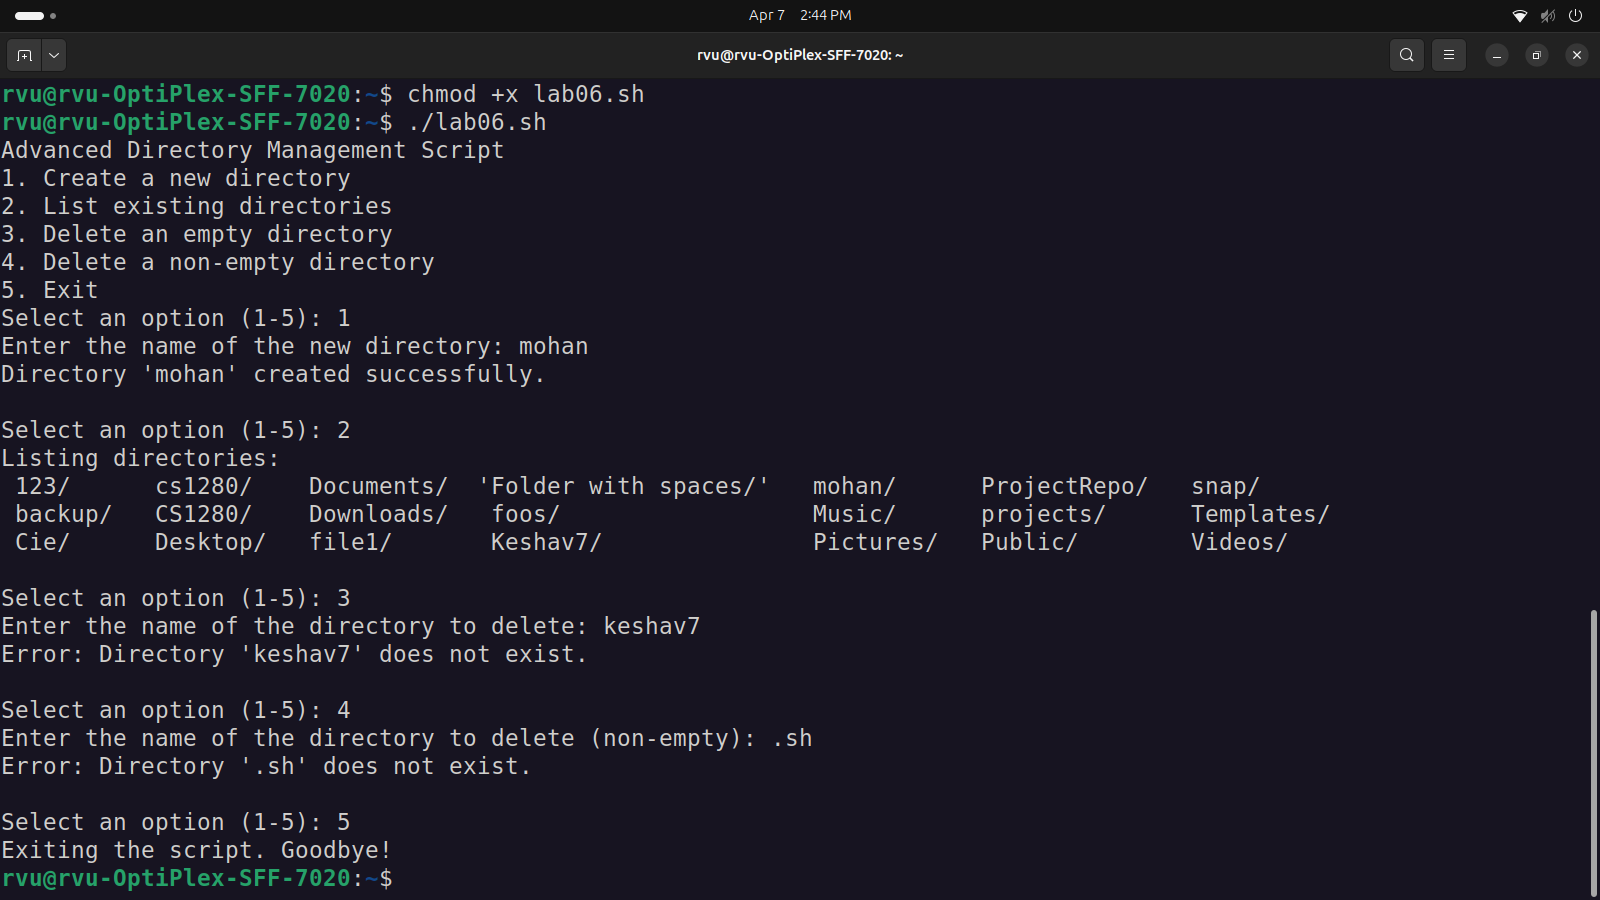 Apr 7 2:44 PM
rvu@rvu-OptiPlex-SFF-7020: ~
rvu@rvu-OptiPlex-SFF-7020:~$ chmod +x lab06.sh
rvu@rvu-OptiPlex-SFF-7020:~$ ./lab06.sh
Advanced Directory Management Script
1. Create a new directory
2. List existing directories
3. Delete an empty directory
4. Delete a non-empty directory
5. Exit
Select an option (1-5): 1
Enter the name of the new directory: mohan
Directory 'mohan' created successfully.

Select an option (1-5): 2
Listing directories:
 123/      cs1280/    Documents/  'Folder with spaces/'   mohan/      ProjectRepo/   snap/
 backup/   CS1280/    Downloads/   foos/                  Music/      projects/      Templates/
 Cie/      Desktop/   file1/       Keshav7/               Pictures/   Public/        Videos/

Select an option (1-5): 3
Enter the name of the directory to delete: keshav7
Error: Directory 'keshav7' does not exist.

Select an option (1-5): 4
Enter the name of the directory to delete (non-empty): .sh
Error: Directory '.sh' does not exist.

Select an option (1-5): 5
Exiting the script. Goodbye!
rvu@rvu-OptiPlex-SFF-7020:~$